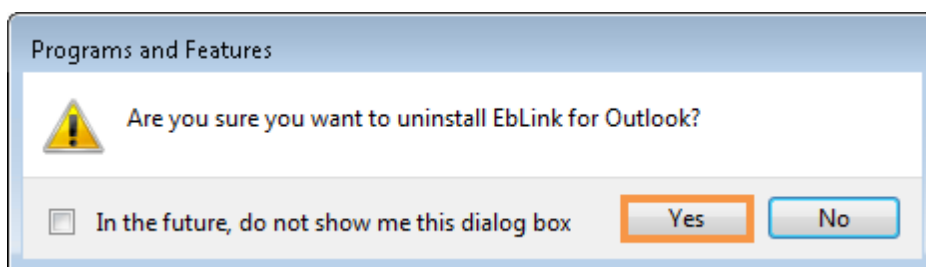 Programs and Features
Are you sure you want to uninstall EbLink for Outlook?
In the future, do not show me this dialog box Yes No